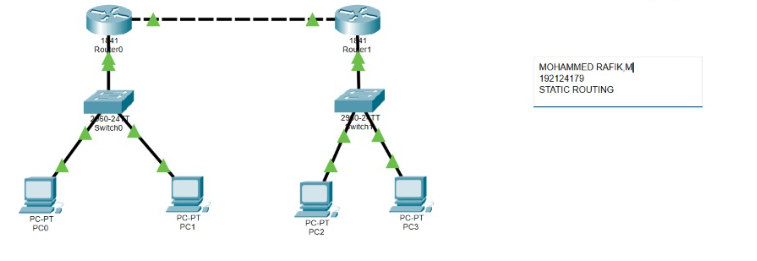 1841
Router0
1841
Router1
MOHAMMED RAFIK,M
192124179
STATIC ROUTING
2960-24TT
Switch0
2960-24TT
Switch1
PC-PT
PC0
PC-PT
PC1
PC-PT
PC2
PC-PT
PC3